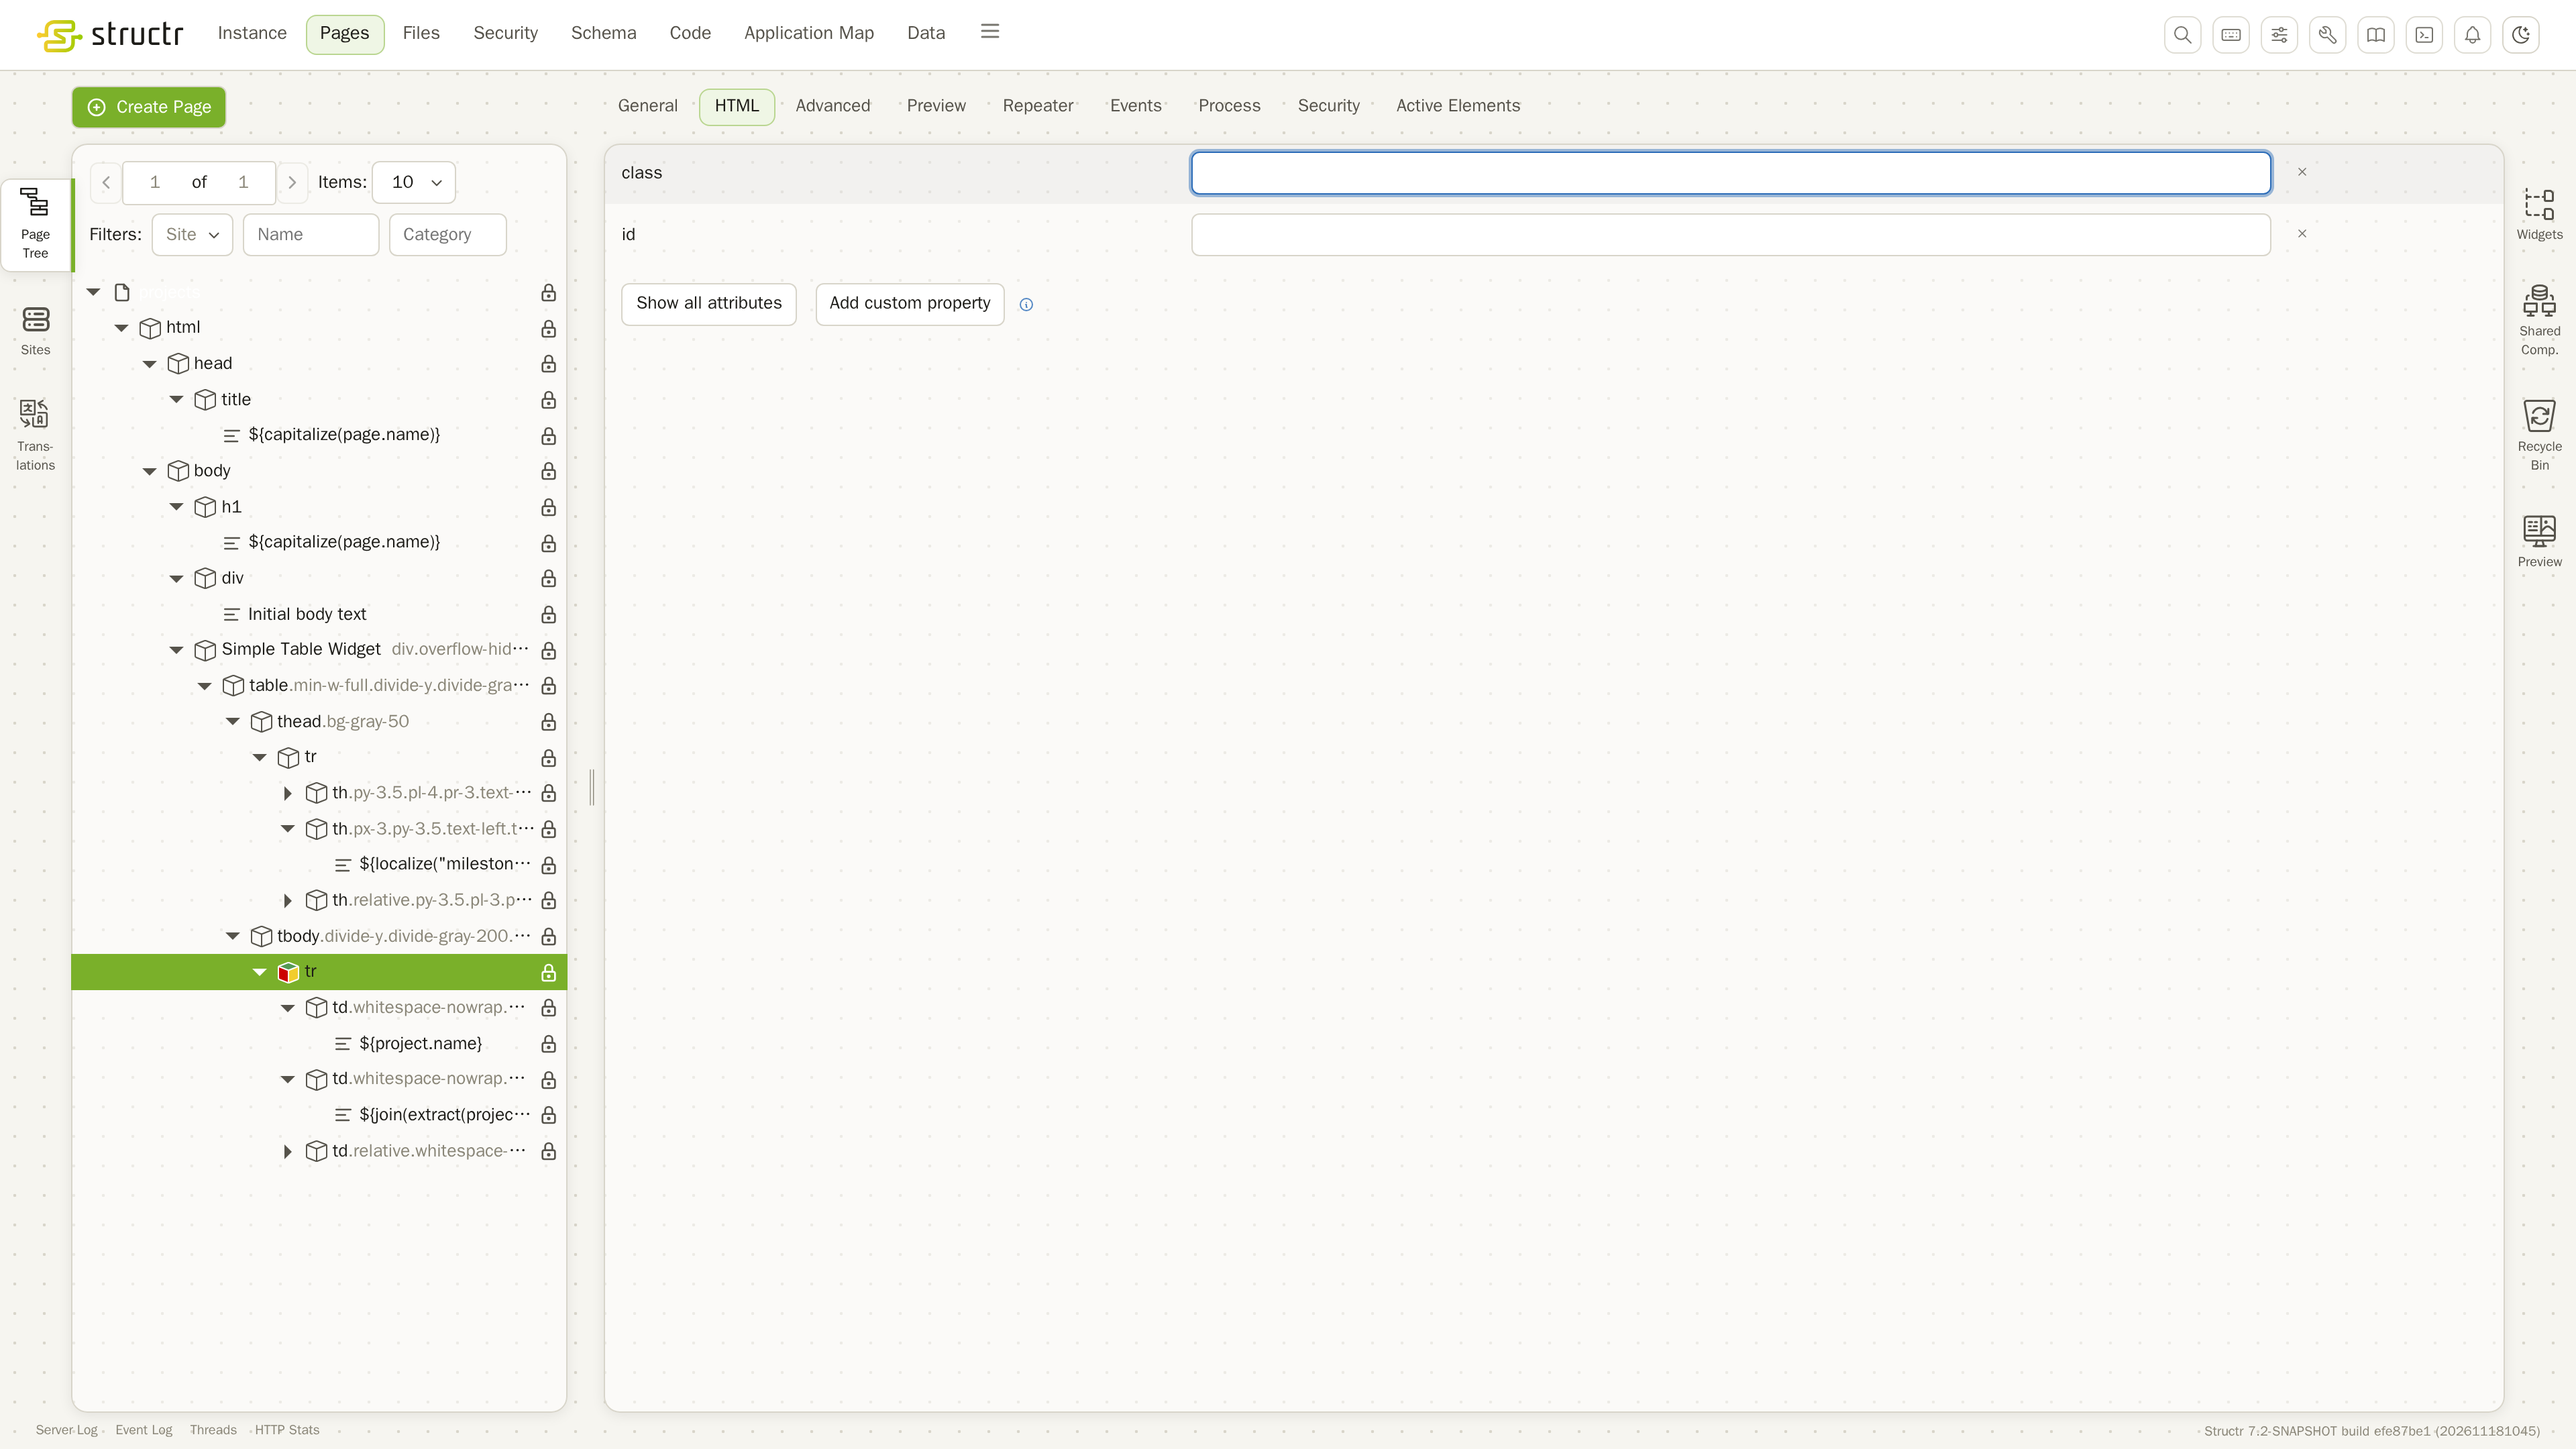 structr
Instance
Pages
Files
Security
Schema
Code
Application Map
Data
Create Page
General
HTML
Advanced
Preview
Repeater
Events
Process
Security
Active Elements
1 of 1
Items: 10
Filters: Site Name Category
Page
Tree
Sites
Trans-
lations
projects
html
head
title
${capitalize(page.name)}
body
h1
${capitalize(page.name)}
div
Initial body text
Simple Table Widget div.overflow-hid…
table.min-w-full.divide-y.divide-gra…
thead.bg-gray-50
tr
th.py-3.5.pl-4.pr-3.text-…
th.px-3.py-3.5.text-left.t…
${localize("mileston…
th.relative.py-3.5.pl-3.p…
tbody.divide-y.divide-gray-200.…
tr
td.whitespace-nowrap.…
${project.name}
td.whitespace-nowrap.…
${join(extract(projec…
td.relative.whitespace-…
class
id
Show all attributes
Add custom property
Widgets
Shared
Comp.
Recycle
Bin
Preview
Server Log
Event Log
Threads
HTTP Stats
Structr 7.2-SNAPSHOT build efe87be1 (202611181045)